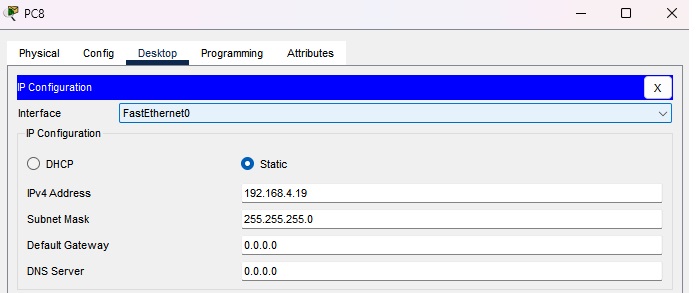 PC8
Physical Config Desktop Programming Attributes
IP Configuration X
Interface FastEthernet0
IP Configuration
DHCP Static
IPv4 Address 192.168.4.19
Subnet Mask 255.255.255.0
Default Gateway 0.0.0.0
DNS Server 0.0.0.0